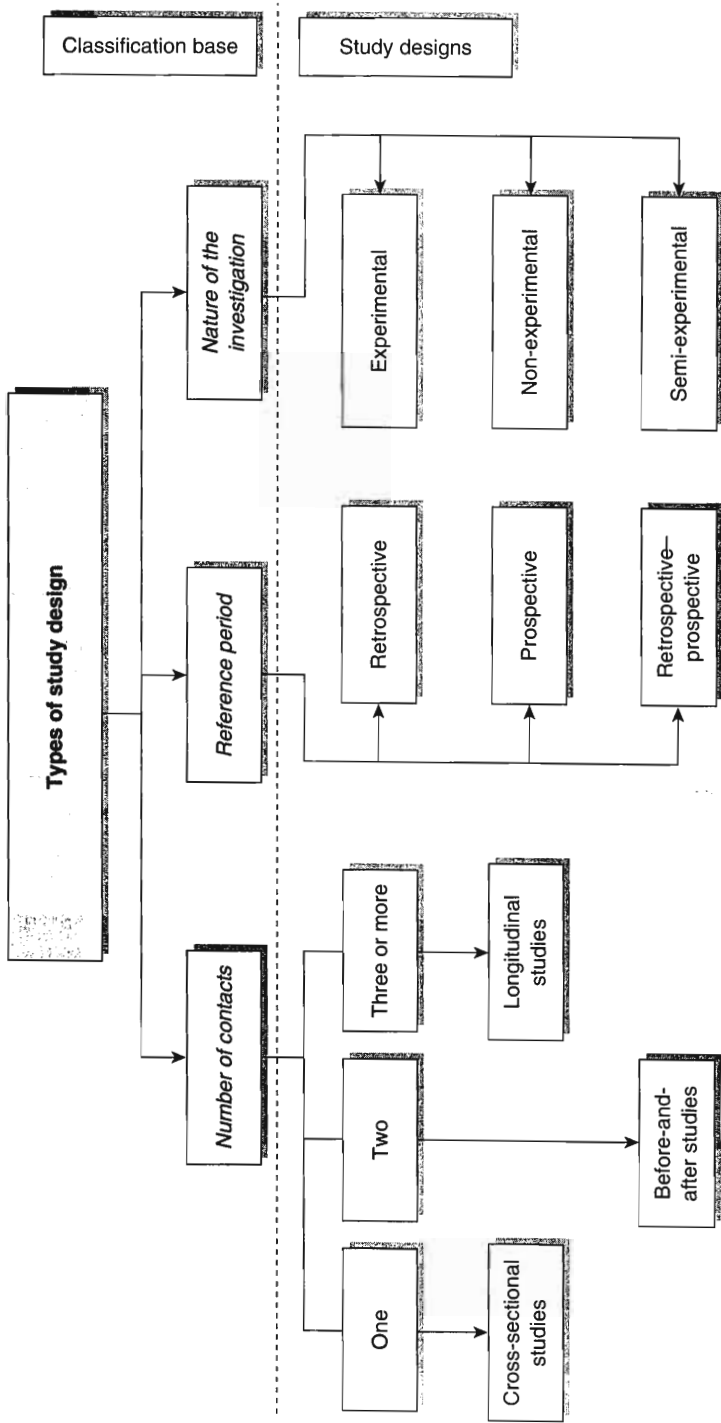 Types of study design
Classification base
Number of contacts
Reference period
Nature of the
investigation
Study designs
One
Two
Three or more
Retrospective
Experimental
Cross-sectional
studies
Longitudinal
studies
Prospective
Non-experimental
Before-and-
after studies
Retrospective–
prospective
Semi-experimental